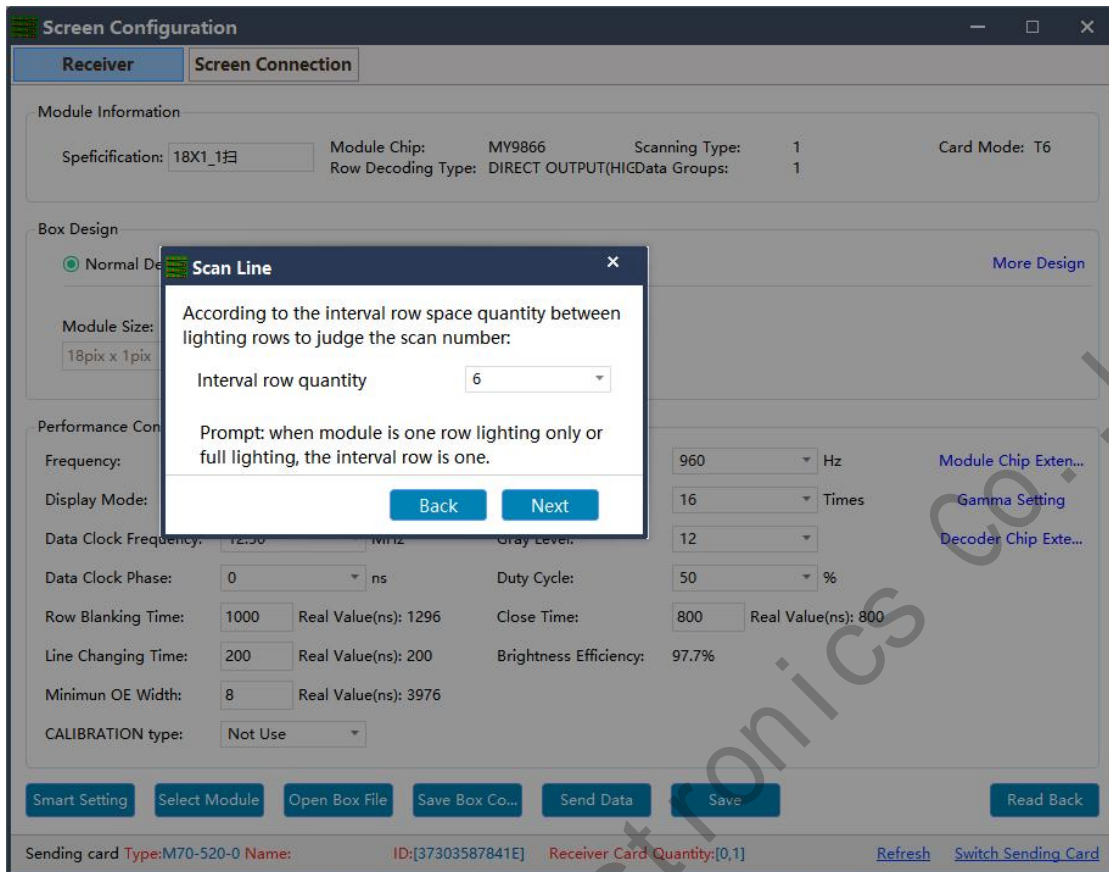 Screen Configuration
Receiver Screen Connection
Module Information
Speficification: 18X1_1扫 Module Chip: MY9866 Scanning Type: 1 Card Mode: T6
Row Decoding Type: DIRECT OUTPUT(HIGData Groups: 1
Box Design
Normal De More Design
Scan Line
According to the interval row space quantity between
lighting rows to judge the scan number:
Interval row quantity 6
Prompt: when module is one row lighting only or
full lighting, the interval row is one.
Back Next
Module Size:
18pix x 1pix
Performance Con
Frequency: 960 Hz Module Chip Exten...
Display Mode: 16 Times Gamma Setting
Data Clock Frequency: 12.50 MHz Gray Level: 12 Decoder Chip Exte...
Data Clock Phase: 0 ns Duty Cycle: 50 %
Row Blanking Time: 1000 Real Value(ns): 1296 Close Time: 800 Real Value(ns): 800
Line Changing Time: 200 Real Value(ns): 200 Brightness Efficiency: 97.7%
Minimun OE Width: 8 Real Value(ns): 3976
CALIBRATION type: Not Use
Smart Setting Select Module Open Box File Save Box Co... Send Data Save Read Back
Sending card Type:M70-520-0 Name: ID:[37303587841E] Receiver Card Quantity:[0,1] Refresh Switch Sending Card
tronics Co.,